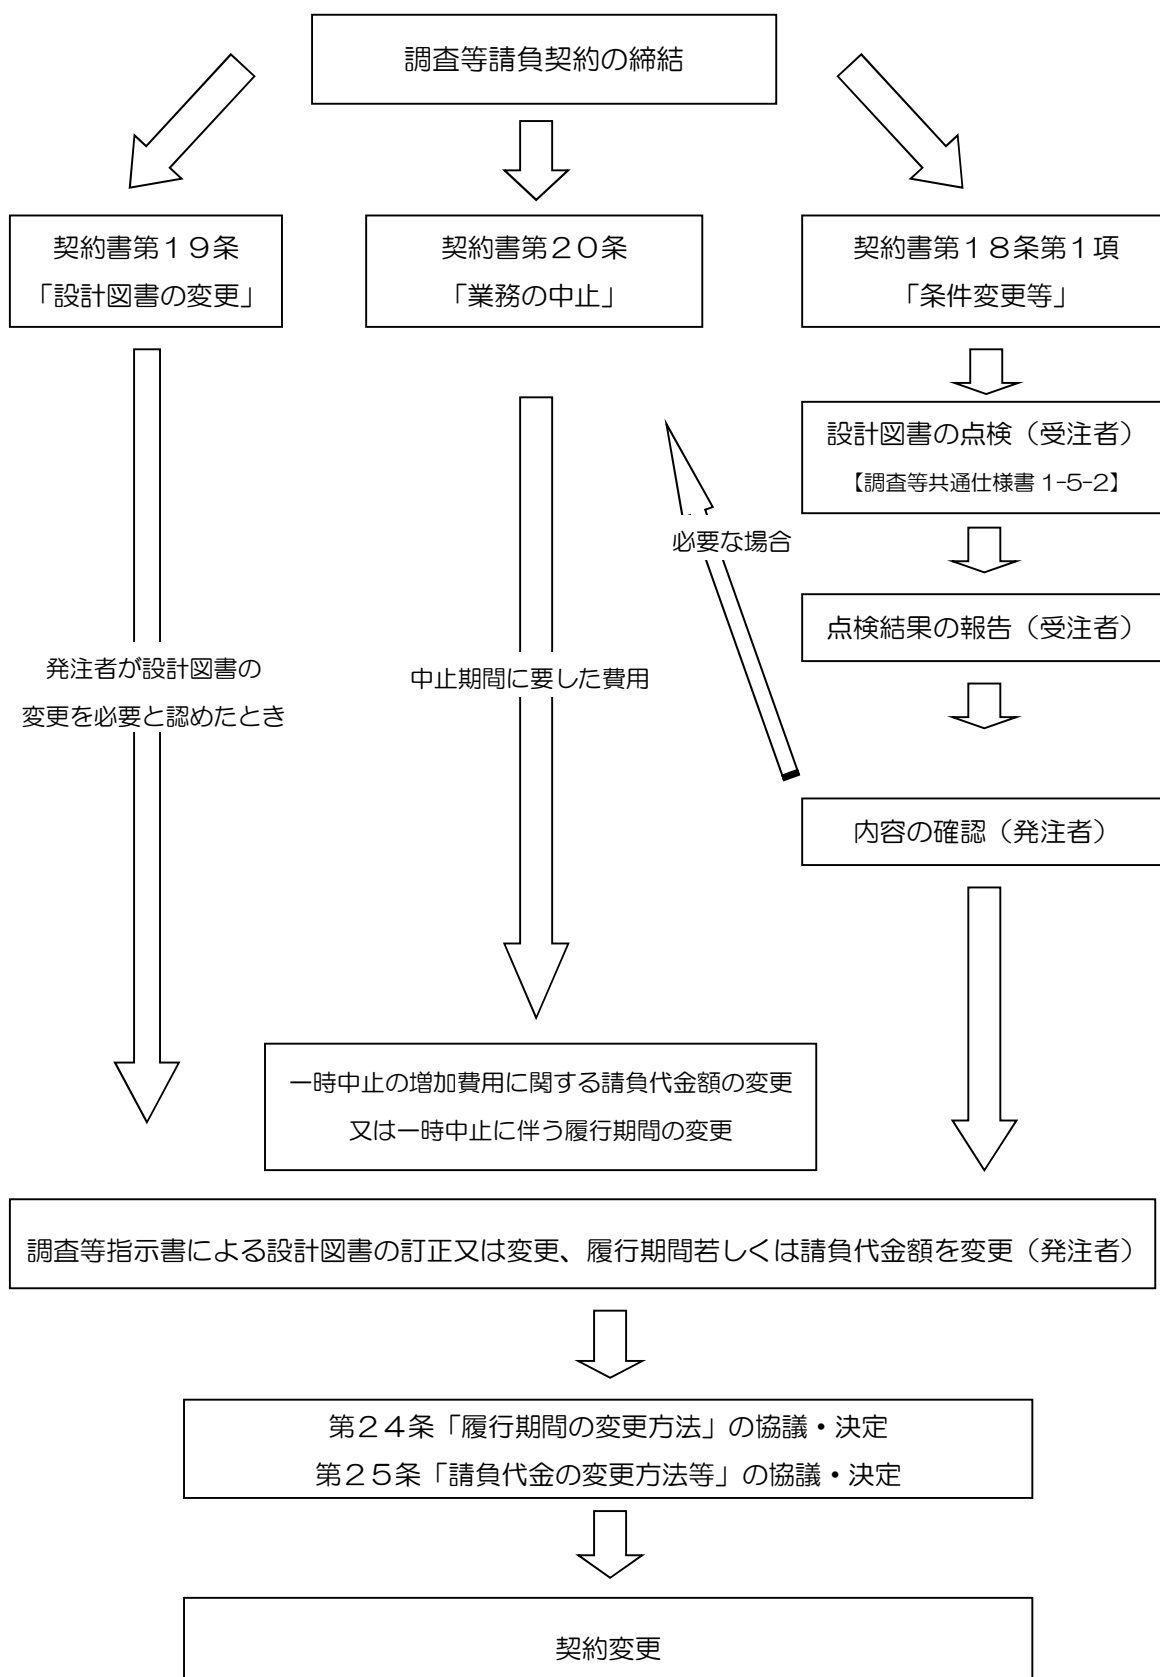 調査等請負契約の締結
契約書第１９条
「設計図書の変更」
契約書第２０条
「業務の中止」
契約書第１８条第１項
「条件変更等」
設計図書の点検（受注者）
【調査等共通仕様書 1-5-2】
必要な場合
点検結果の報告（受注者）
発注者が設計図書の
変更を必要と認めたとき
中止期間に要した費用
内容の確認（発注者）
一時中止の増加費用に関する請負代金額の変更
又は一時中止に伴う履行期間の変更
調査等指示書による設計図書の訂正又は変更、履行期間若しくは請負代金額を変更（発注者）
第２４条「履行期間の変更方法」の協議・決定
第２５条「請負代金の変更方法等」の協議・決定
契約変更